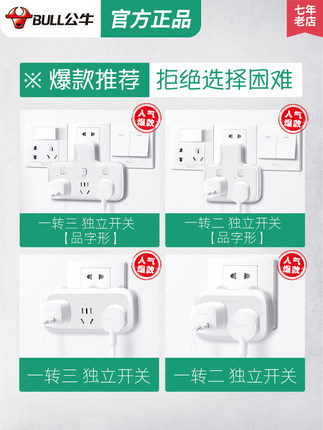 BULL公牛 官方正品 七年老店
※ 爆款推荐 拒绝选择困难
人气爆款
人气爆款
一转三 独立开关
【品字形】
一转二 独立开关
【品字形】
人气爆款
人气爆款
一转三 独立开关
一转二 独立开关